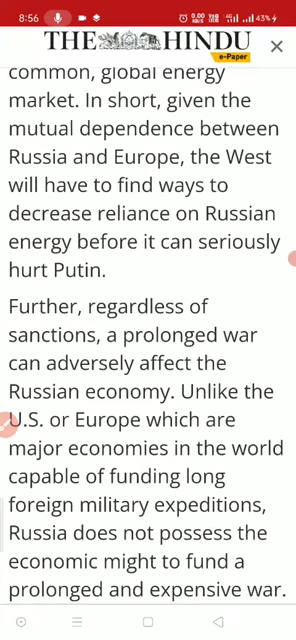 8:56
0.00
KB/S
43%
THE HINDU
e-Paper
common, global energy
market. In short, given the
mutual dependence between
Russia and Europe, the West
will have to find ways to
decrease reliance on Russian
energy before it can seriously
hurt Putin.
Further, regardless of
sanctions, a prolonged war
can adversely affect the
Russian economy. Unlike the
U.S. or Europe which are
major economies in the world
capable of funding long
foreign military expeditions,
Russia does not possess the
economic might to fund a
prolonged and expensive war.